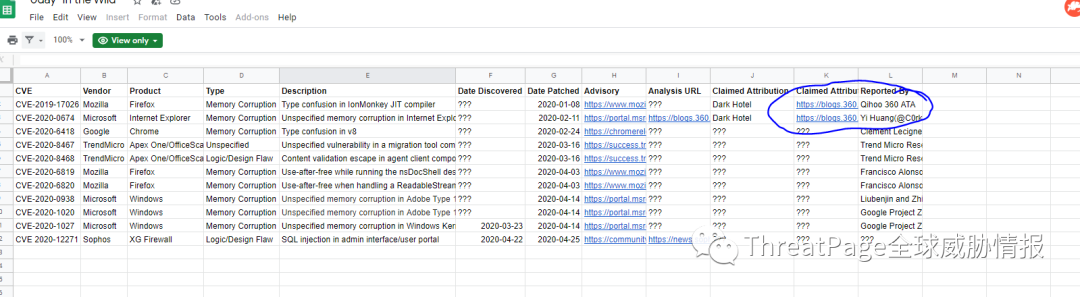 0day "In the Wild"
File Edit View Insert Format Data Tools Add-ons Help
100% View only
A B C D E F G H I J K L M N
CVE Vendor Product Type Description Date Discovered Date Patched Advisory Analysis URL Claimed Attribution Claimed Attribu Reported By
CVE-2019-17026 Mozilla Firefox Memory Corruption Type confusion in IonMonkey JIT compiler ??? 2020-01-08 https://www.mozi ??? Dark Hotel https://blogs.360. Qihoo 360 ATA
CVE-2020-0674 Microsoft Internet Explorer Memory Corruption Unspecified memory corruption in Internet Explo ??? 2020-02-11 https://portal.msr https://blogs.360. Dark Hotel https://blogs.360. Yi Huang(@C0rk
CVE-2020-6418 Google Chrome Memory Corruption Type confusion in v8 ??? 2020-02-24 https://chromerel ??? ??? ??? Clement Lecigne
CVE-2020-8467 TrendMicro Apex One/OfficeSca Unspecified Unspecified vulnerability in a migration tool com ??? 2020-03-16 https://success.tr ??? ??? ??? Trend Micro Rese
CVE-2020-8468 TrendMicro Apex One/OfficeSca Logic/Design Flaw Content validation escape in agent client compo ??? 2020-03-16 https://success.tr ??? ??? ??? Trend Micro Rese
CVE-2020-6819 Mozilla Firefox Memory Corruption Use-after-free while running the nsDocShell des ??? 2020-04-03 https://www.mozi ??? ??? ??? Francisco Alonso
CVE-2020-6820 Mozilla Firefox Memory Corruption Use-after-free when handling a ReadableStream ??? 2020-04-03 https://www.mozi ??? ??? ??? Francisco Alonso
CVE-2020-0938 Microsoft Windows Memory Corruption Unspecified memory corruption in Adobe Type 1 ??? 2020-04-14 https://portal.msr ??? ??? ??? Liubenjin and Zhi
CVE-2020-1020 Microsoft Windows Memory Corruption Unspecified memory corruption in Adobe Type 1 ??? 2020-04-14 https://portal.msr ??? ??? ??? Google Project Z
CVE-2020-1027 Microsoft Windows Memory Corruption Unspecified memory corruption in Windows Ker 2020-03-23 2020-04-14 https://portal.msr ??? ??? ??? Google Project Z
CVE 2020-12271 Sophos XG Firewall Logic/Design Flaw SQL injection in admin interface/user portal 2020-04-22 2020-04-25 https://communit https://news ??? ??? ???
ThreatPage全球威胁情报